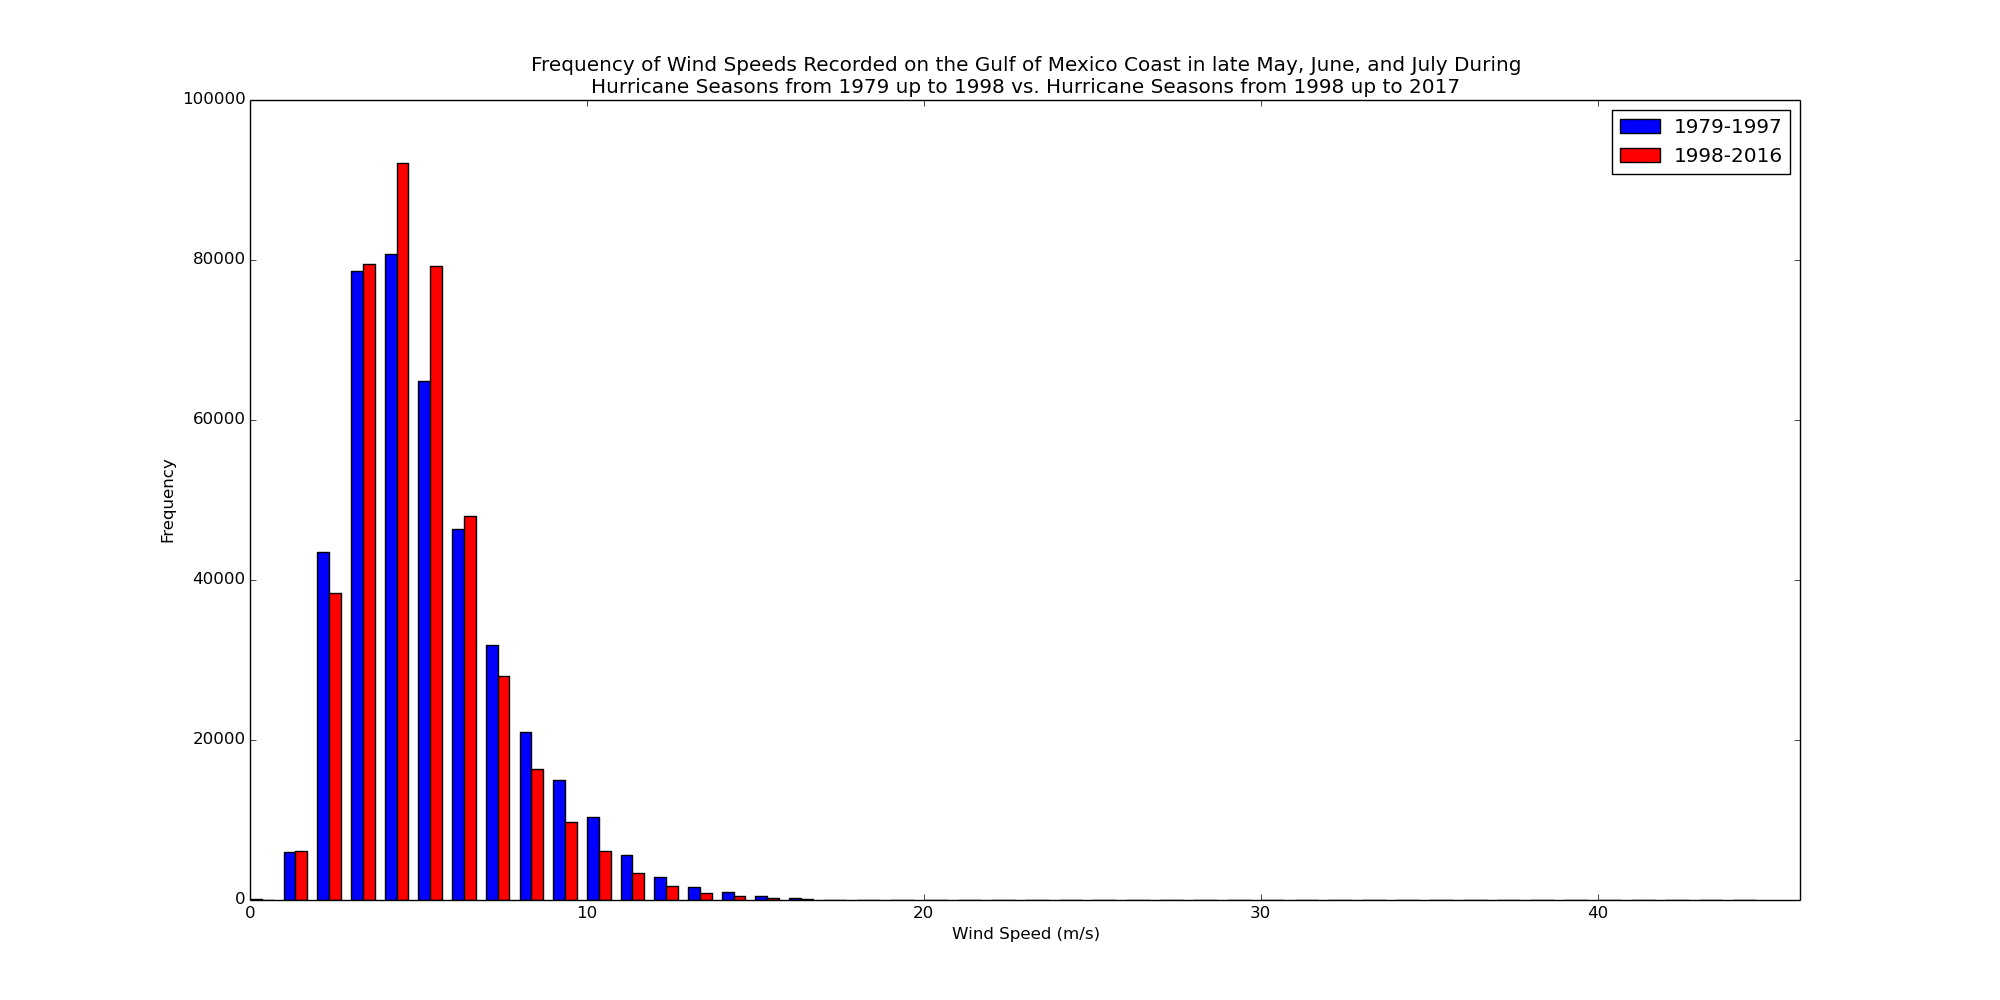 Frequency of Wind Speeds Recorded on the Gulf of Mexico Coast in late May, June, and July During
Hurricane Seasons from 1979 up to 1998 vs. Hurricane Seasons from 1998 up to 2017
1979-1997
1998-2016
100000
80000
60000
40000
20000
0
Frequency
0 10 20 30 40
Wind Speed (m/s)